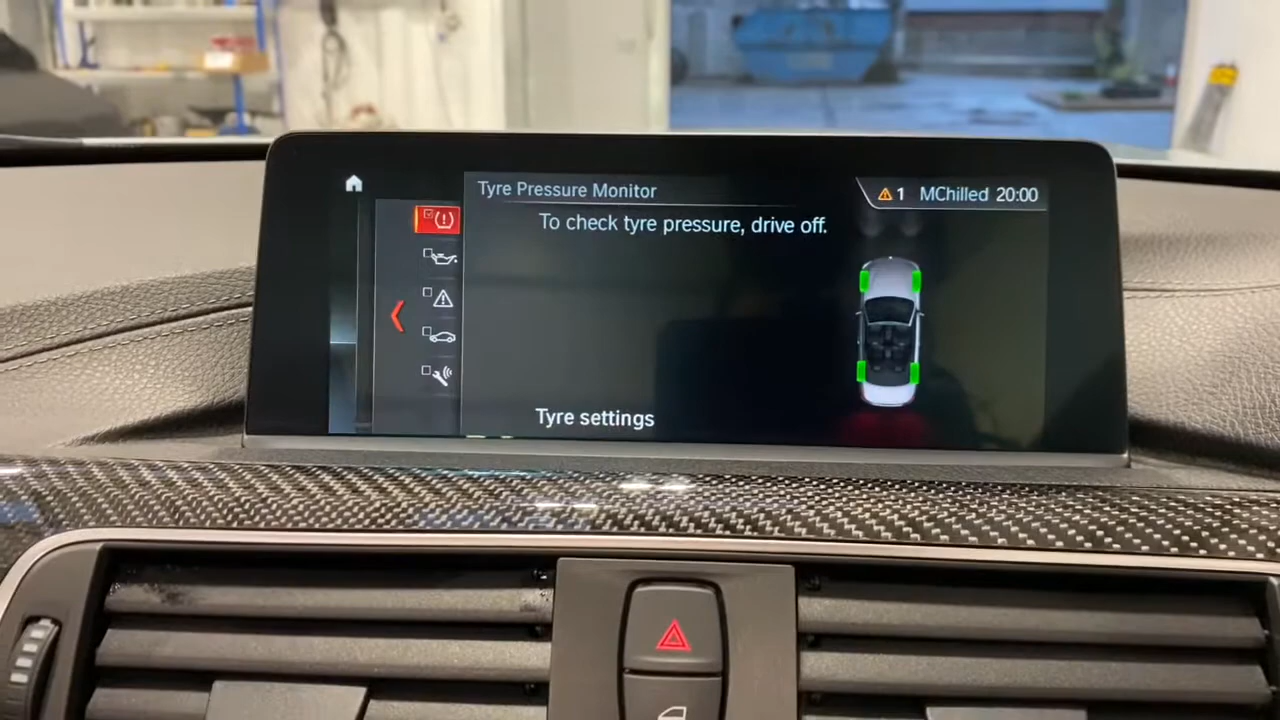 Tyre Pressure Monitor
1 MChilled 20:00
To check tyre pressure, drive off.
Tyre settings